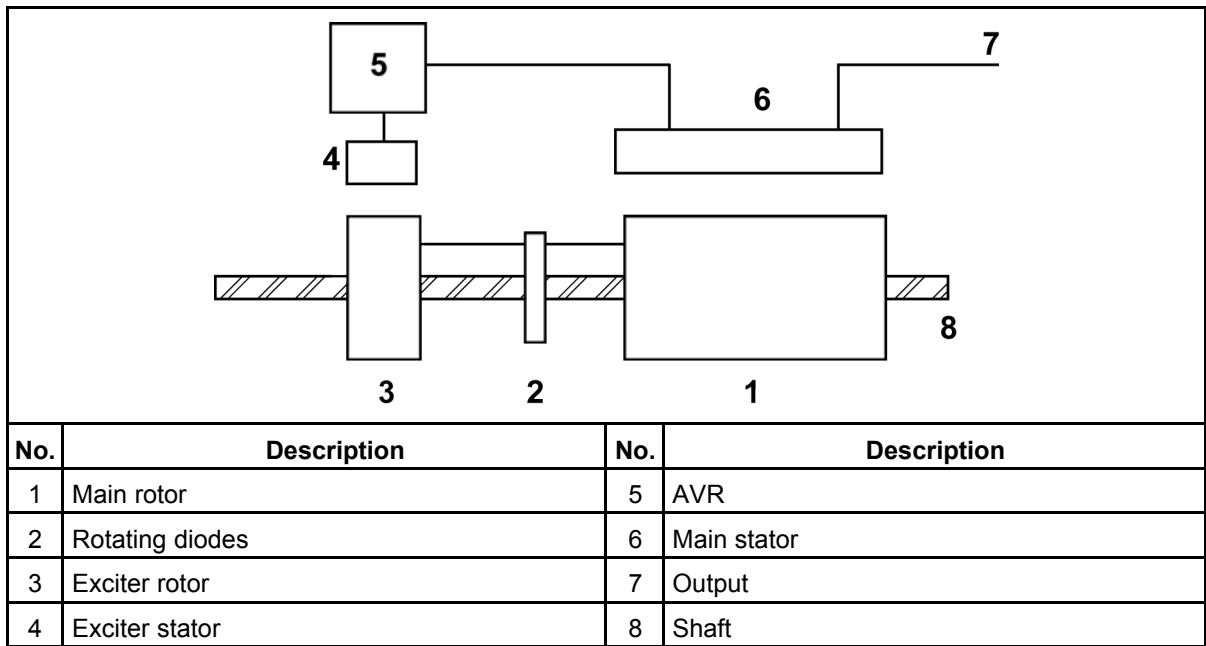 7
5
6
4
8
3 2 1
No. Description No. Description
1 Main rotor 5 AVR
2 Rotating diodes 6 Main stator
3 Exciter rotor 7 Output
4 Exciter stator 8 Shaft